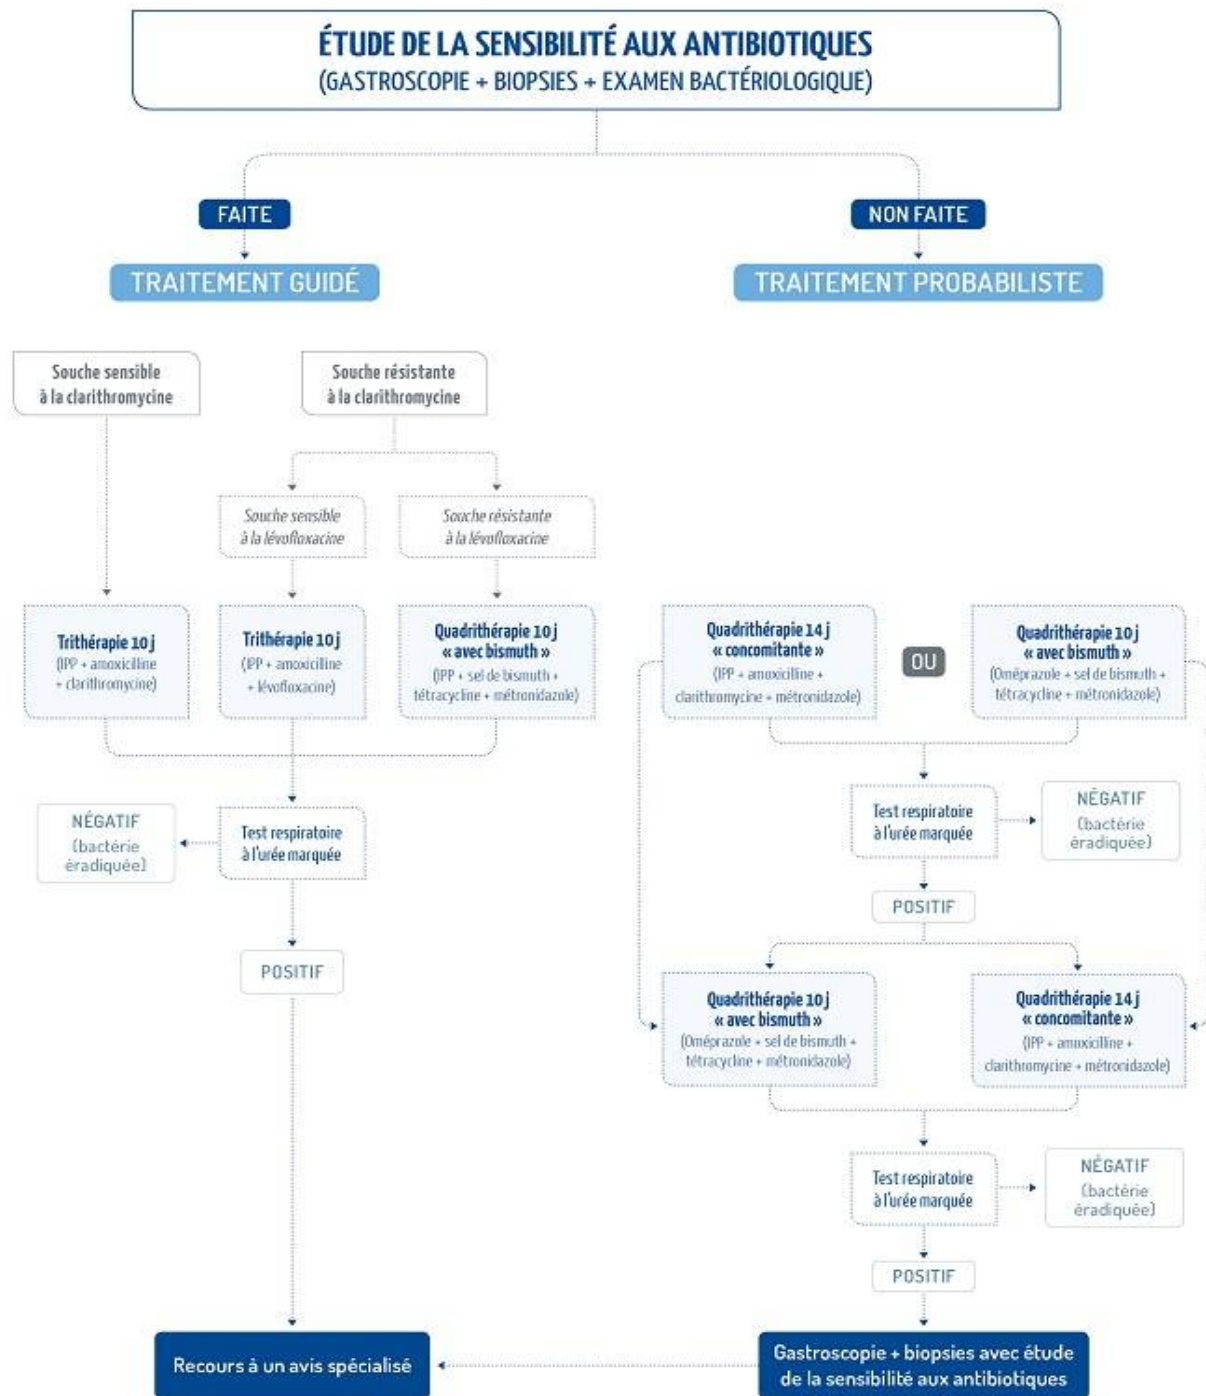 ÉTUDE DE LA SENSIBILITÉ AUX ANTIBIOTIQUES
(GASTROSCOPIE + BIOPSIES + EXAMEN BACTÉRIOLOGIQUE)
FAITE
NON FAITE
TRAITEMENT GUIDÉ
TRAITEMENT PROBABILISTE
Souche sensible
à la clarithromycine
Souche résistante
à la clarithromycine
Souche sensible
à la lévofloxacine
Souche résistante
à la lévofloxacine
Trithérapie 10 j
(IPP + amoxicilline
+ clarithromycine)
Trithérapie 10 j
(IPP + amoxicilline
+ lévofloxacine)
Quadrithérapie 10 j
« avec bismuth »
(IPP + sel de bismuth +
tétracycline + métronidazole)
Quadrithérapie 14 j
« concomitante »
(IPP + amoxicilline +
clarithromycine + métronidazole)
OU
Quadrithérapie 10 j
« avec bismuth »
(Oméprazole + sel de bismuth +
tétracycline + métronidazole)
NÉGATIF
(bactérie
éradiquée)
Test respiratoire
à l'urée marquée
POSITIF
Test respiratoire
à l'urée marquée
NÉGATIF
(bactérie
éradiquée)
POSITIF
Quadrithérapie 10 j
« avec bismuth »
(Oméprazole + sel de bismuth +
tétracycline + métronidazole)
Quadrithérapie 14 j
« concomitante »
(IPP + amoxicilline +
clarithromycine + métronidazole)
Test respiratoire
à l'urée marquée
NÉGATIF
(bactérie
éradiquée)
POSITIF
Recours à un avis spécialisé
Gastroscopie + biopsies avec étude
de la sensibilité aux antibiotiques